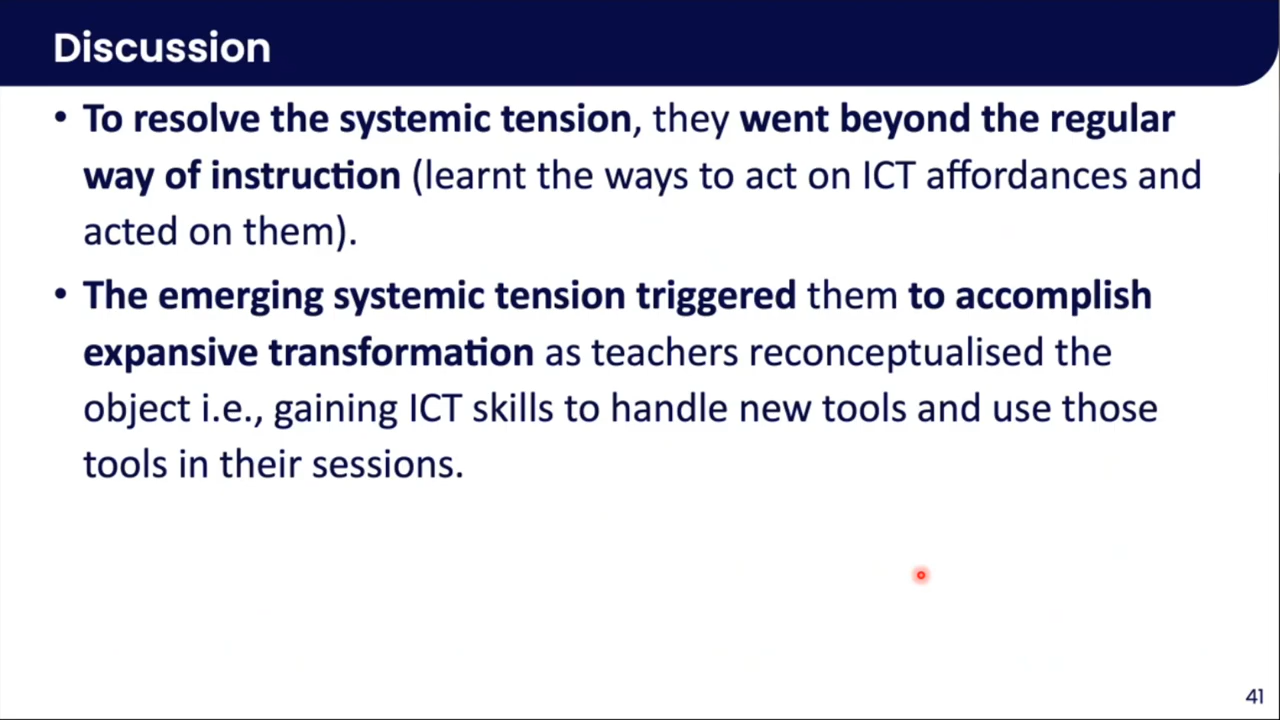 Discussion
• To resolve the systemic tension, they went beyond the regular
way of instruction (learnt the ways to act on ICT affordances and
acted on them).
• The emerging systemic tension triggered them to accomplish
expansive transformation as teachers reconceptualised the
object i.e., gaining ICT skills to handle new tools and use those
tools in their sessions.
41